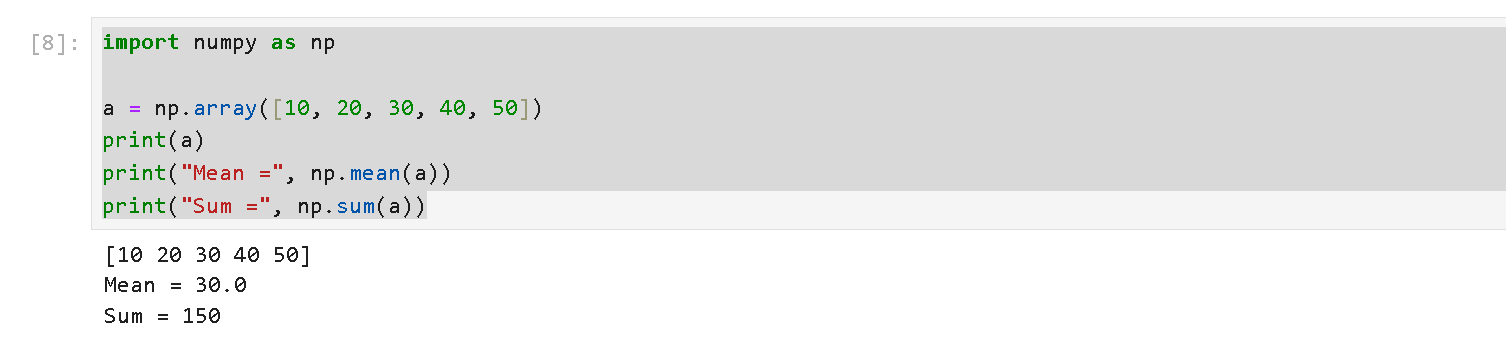 [8]:
import numpy as np
a = np.array([10, 20, 30, 40, 50])
print(a)
print("Mean =", np.mean(a))
print("Sum =", np.sum(a))
[10 20 30 40 50]
Mean = 30.0
Sum = 150